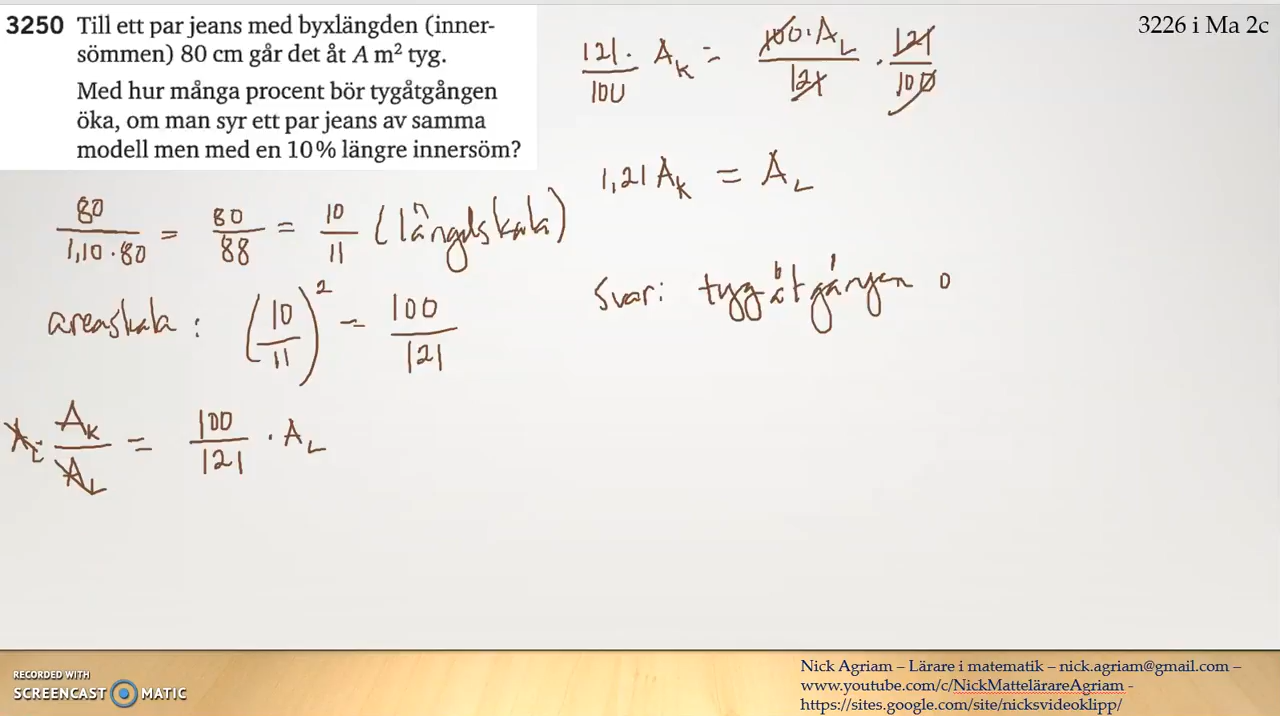 3250 Till ett par jeans med byxlängden (inner-
sömmen) 80 cm går det åt A m² tyg.
Med hur många procent bör tygåtgången
öka, om man syr ett par jeans av samma
modell men med en 10 % längre innersöm?
3226 i Ma 2c
80/(1,10·80) = 80/88 = 10/11 (längdskala)
areaskala: (10/11)² = 100/121
A_L · A_K/A_L = 100/121 · A_L
121/100 · A_K = (100·A_L)/121 · 121/100
1,21 A_K = A_L
Svar: tygåtgången ö
RECORDED WITH
SCREENCAST MATIC
Nick Agriam – Lärare i matematik – nick.agriam@gmail.com –
www.youtube.com/c/NickMattelärareAgriam -
https://sites.google.com/site/nicksvideoklipp/